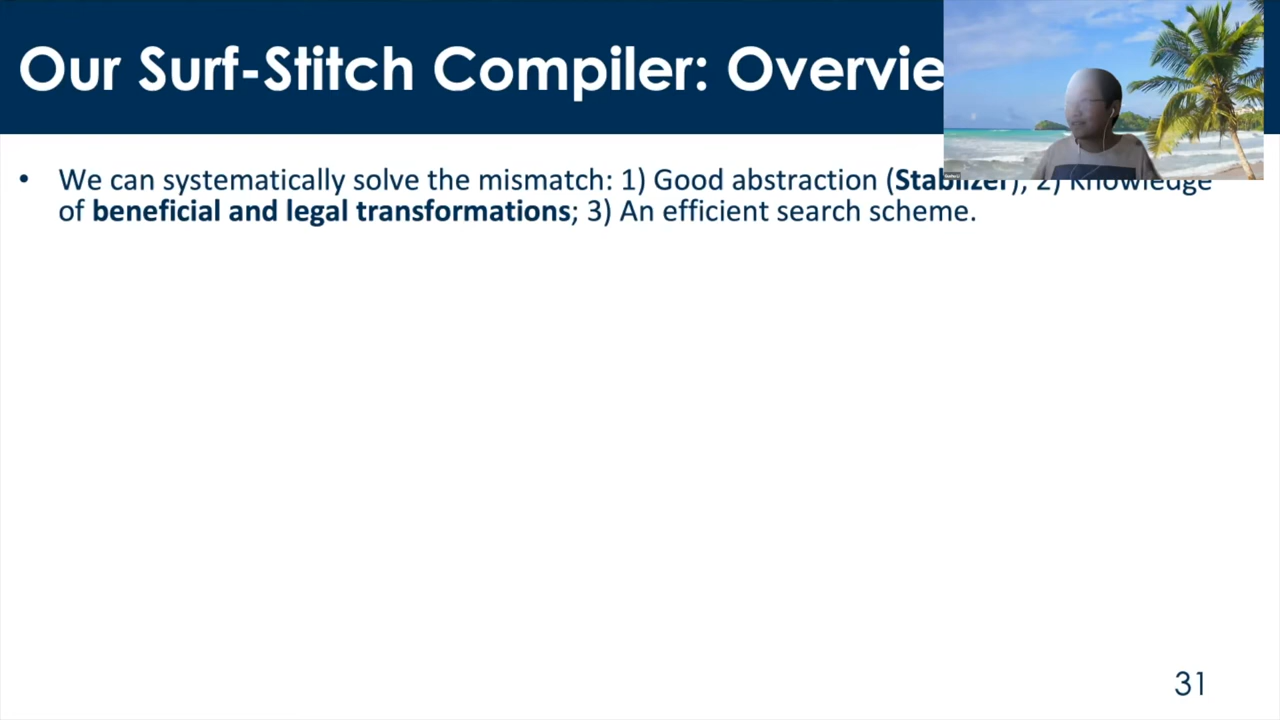 Our Surf-Stitch Compiler: Overvie
• We can systematically solve the mismatch: 1) Good abstraction (Stabilizer); 2) Knowledge
of beneficial and legal transformations; 3) An efficient search scheme.
31